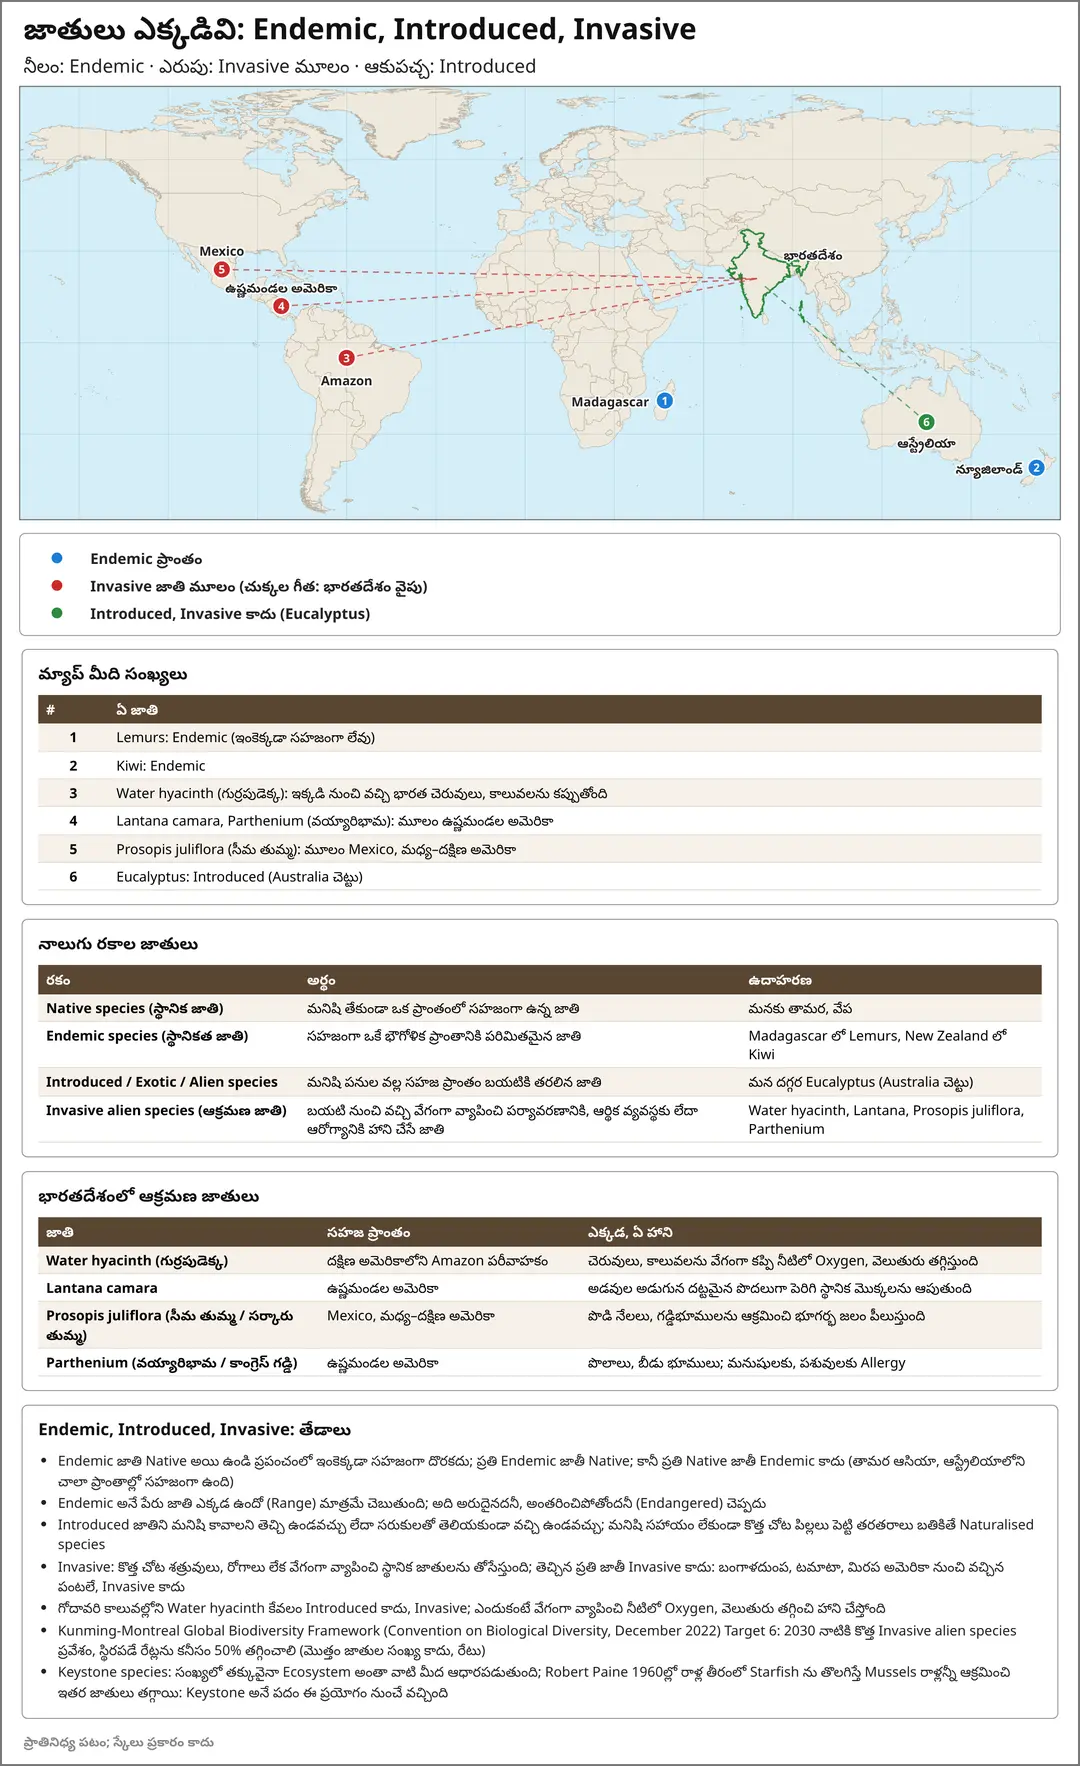 జాతులు ఎక్కడివి: Endemic, Introduced, Invasive
నీలం: Endemic · ఎరుపు: Invasive మూలం · ఆకుపచ్చ: Introduced
Mexico
5
ఉష్ణమండల అమెరికా
4
3
Amazon
భారతదేశం
Madagascar 1
6
ఆస్ట్రేలియా
న్యూజిలాండ్ 2
Endemic ప్రాంతం
Invasive జాతి మూలం (చుక్కల గీత: భారతదేశం వైపు)
Introduced, Invasive కాదు (Eucalyptus)
మ్యాప్ మీది సంఖ్యలు
# ఏ జాతి
1 Lemurs: Endemic (ఇంకెక్కడా సహజంగా లేవు)
2 Kiwi: Endemic
3 Water hyacinth (గుర్రపుడెక్క): ఇక్కడి నుంచి వచ్చి భారత చెరువులు, కాలువలను కప్పుతోంది
4 Lantana camara, Parthenium (వయ్యారిభామ): మూలం ఉష్ణమండల అమెరికా
5 Prosopis juliflora (సీమ తుమ్మ): మూలం Mexico, మధ్య–దక్షిణ అమెరికా
6 Eucalyptus: Introduced (Australia చెట్టు)
నాలుగు రకాల జాతులు
రకం అర్థం ఉదాహరణ
Native species (స్థానిక జాతి) మనిషి తేకుండా ఒక ప్రాంతంలో సహజంగా ఉన్న జాతి మనకు తామర, వేప
Endemic species (స్థానికత జాతి) సహజంగా ఒకే భౌగోళిక ప్రాంతానికి పరిమితమైన జాతి Madagascar లో Lemurs, New Zealand లో
Kiwi
Introduced / Exotic / Alien species మనిషి పనుల వల్ల సహజ ప్రాంతం బయటికి తరలిన జాతి మన దగ్గర Eucalyptus (Australia చెట్టు)
Invasive alien species (ఆక్రమణ జాతి) బయటి నుంచి వచ్చి వేగంగా వ్యాపించి పర్యావరణానికి, ఆర్థిక వ్యవస్థకు లేదా Water hyacinth, Lantana, Prosopis juliflora,
ఆరోగ్యానికి హాని చేసే జాతి Parthenium
భారతదేశంలో ఆక్రమణ జాతులు
జాతి సహజ ప్రాంతం ఎక్కడ, ఏ హాని
Water hyacinth (గుర్రపుడెక్క) దక్షిణ అమెరికాలోని Amazon పరీవాహకం చెరువులు, కాలువలను వేగంగా కప్పి నీటిలో Oxygen, వెలుతురు తగ్గిస్తుంది
Lantana camara ఉష్ణమండల అమెరికా అడవుల అడుగున దట్టమైన పొదలుగా పెరిగి స్థానిక మొక్కలను ఆపుతుంది
Prosopis juliflora (సీమ తుమ్మ / సర్కారు Mexico, మధ్య–దక్షిణ అమెరికా పొడి నేలలు, గడ్డిభూములను ఆక్రమించి భూగర్భ జలం పీలుస్తుంది
తుమ్మ)
Parthenium (వయ్యారిభామ / కాంగ్రెస్ గడ్డి) ఉష్ణమండల అమెరికా పొలాలు, బీడు భూములు; మనుషులకు, పశువులకు Allergy
Endemic, Introduced, Invasive: తేడాలు
• Endemic జాతి Native అయి ఉండి ప్రపంచంలో ఇంకెక్కడా సహజంగా దొరకదు; ప్రతి Endemic జాతీ Native; కానీ ప్రతి Native జాతీ Endemic కాదు (తామర ఆసియా, ఆస్ట్రేలియాలోని
చాలా ప్రాంతాల్లో సహజంగా ఉంది)
• Endemic అనే పేరు జాతి ఎక్కడ ఉందో (Range) మాత్రమే చెబుతుంది; అది అరుదైనదనీ, అంతరించిపోతోందనీ (Endangered) చెప్పదు
• Introduced జాతిని మనిషి కావాలని తెచ్చి ఉండవచ్చు లేదా సరుకులతో తెలియకుండా వచ్చి ఉండవచ్చు; మనిషి సహాయం లేకుండా కొత్త చోట పిల్లలు పెట్టి తరతరాలు బతికితే Naturalised
species
• Invasive: కొత్త చోట శత్రువులు, రోగాలు లేక వేగంగా వ్యాపించి స్థానిక జాతులను తోసేస్తుంది; తెచ్చిన ప్రతి జాతీ Invasive కాదు: బంగాళదుంప, టమాటా, మిరప అమెరికా నుంచి వచ్చిన
పంటలే, Invasive కాదు
• గోదావరి కాలువల్లోని Water hyacinth కేవలం Introduced కాదు, Invasive; ఎందుకంటే వేగంగా వ్యాపించి నీటిలో Oxygen, వెలుతురు తగ్గించి హాని చేస్తోంది
• Kunming-Montreal Global Biodiversity Framework (Convention on Biological Diversity, December 2022) Target 6: 2030 నాటికి కొత్త Invasive alien species
ప్రవేశం, స్థిరపడే రేట్లను కనీసం 50% తగ్గించాలి (మొత్తం జాతుల సంఖ్య కాదు, రేటు)
• Keystone species: సంఖ్యలో తక్కువైనా Ecosystem అంతా వాటి మీద ఆధారపడుతుంది; Robert Paine 1960ల్లో రాళ్ల తీరంలో Starfish ను తొలగిస్తే Mussels రాళ్లన్నీ ఆక్రమించి
ఇతర జాతులు తగ్గాయి: Keystone అనే పదం ఈ ప్రయోగం నుంచే వచ్చింది
ప్రాతినిధ్య పటం; స్కేలు ప్రకారం కాదు